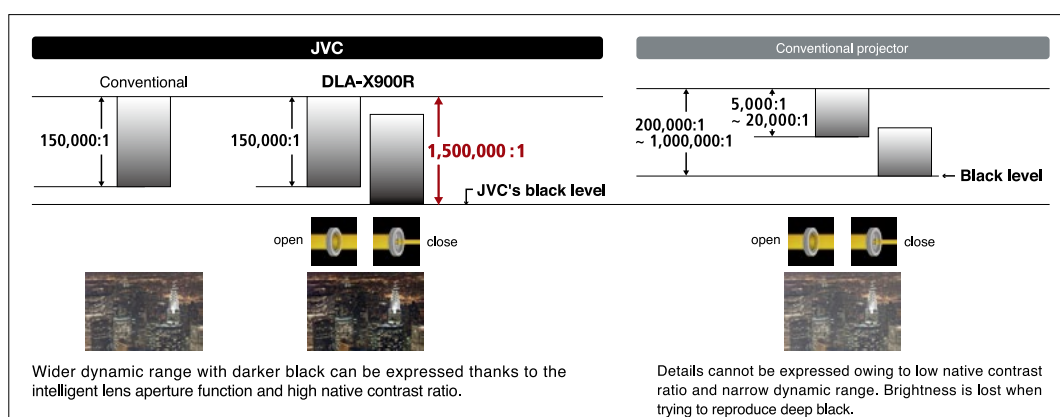 JVC
Conventional
DLA-X900R
150,000:1
150,000:1
1,500,000 :1
JVC's black level
open
close
Wider dynamic range with darker black can be expressed thanks to the
intelligent lens aperture function and high native contrast ratio.
Conventional projector
5,000:1
~ 20,000:1
200,000:1
~ 1,000,000:1
← Black level
open
close
Details cannot be expressed owing to low native contrast
ratio and narrow dynamic range. Brightness is lost when
trying to reproduce deep black.